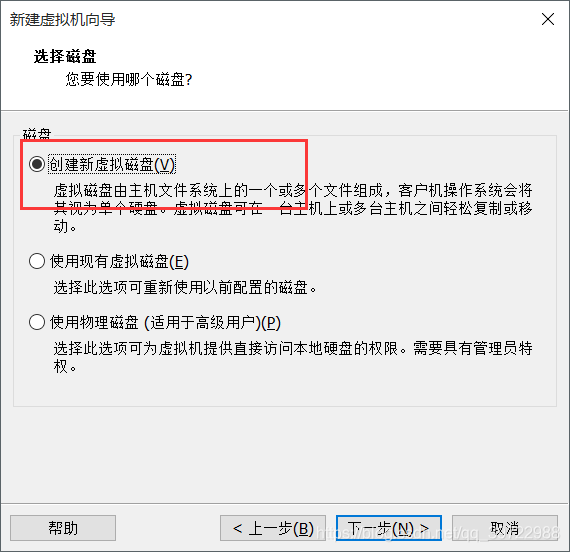 新建虚拟机向导
选择磁盘
您要使用哪个磁盘?
磁盘
创建新虚拟磁盘(V)
虚拟磁盘由主机文件系统上的一个或多个文件组成，客户机操作系统会将
其视为单个硬盘。虚拟磁盘可在一台主机上或多台主机之间轻松复制或移
动。
使用现有虚拟磁盘(E)
选择此选项可重新使用以前配置的磁盘。
使用物理磁盘 (适用于高级用户)(P)
选择此选项可为虚拟机提供直接访问本地硬盘的权限。需要具有管理员特
权。
帮助
< 上一步(B)
下一步(N) >
取消